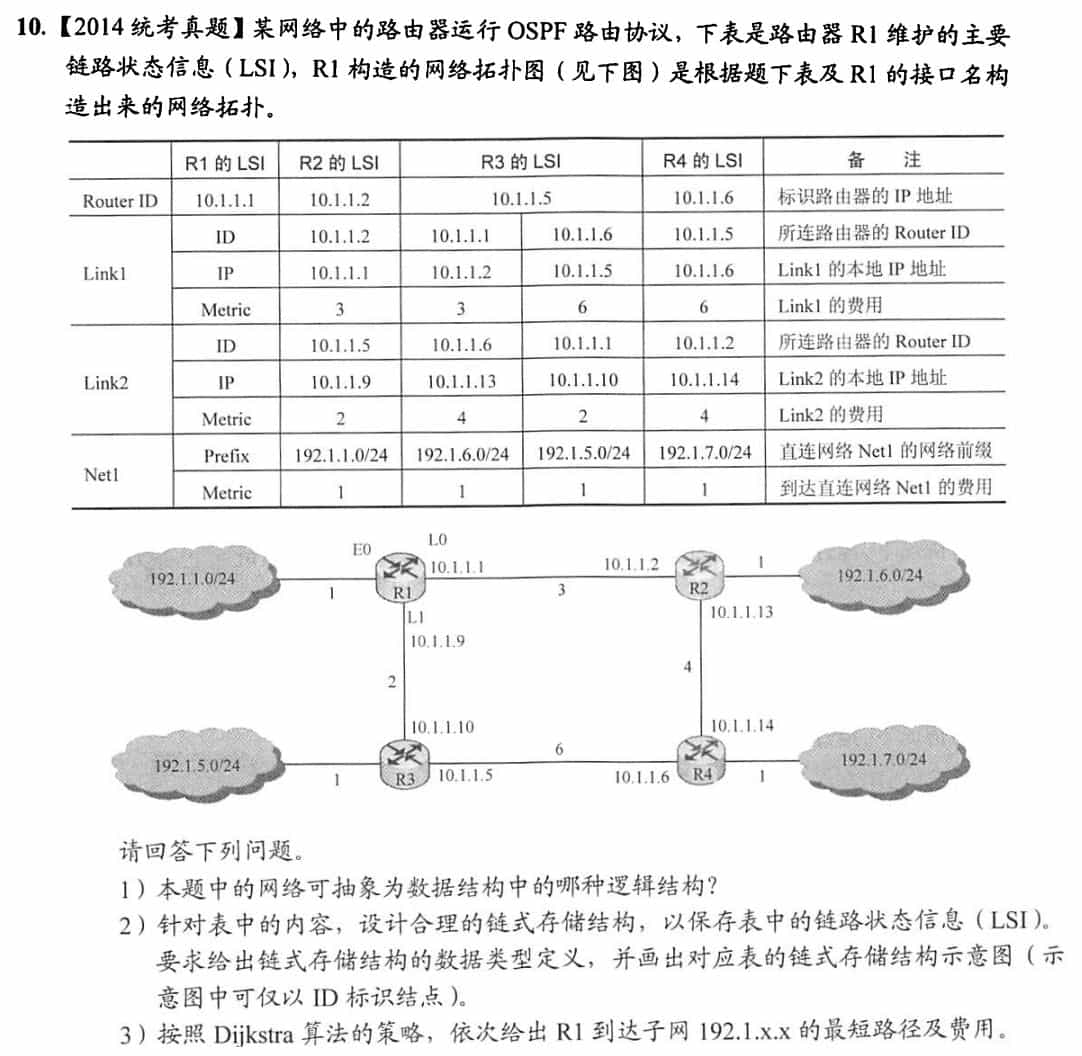 10.【2014 统考真题】某网络中的路由器运行 OSPF 路由协议，下表是路由器 R1 维护的主要
链路状态信息（LSI），R1 构造的网络拓扑图（见下图）是根据题下表及 R1 的接口名构
造出来的网络拓扑。
R1 的 LSI R2 的 LSI R3 的 LSI R4 的 LSI 备 注
Router ID 10.1.1.1 10.1.1.2 10.1.1.5 10.1.1.6 标识路由器的 IP 地址
ID 10.1.1.2 10.1.1.1 10.1.1.6 10.1.1.5 所连路由器的 Router ID
Link1 IP 10.1.1.1 10.1.1.2 10.1.1.5 10.1.1.6 Link1 的本地 IP 地址
Metric 3 3 6 6 Link1 的费用
ID 10.1.1.5 10.1.1.6 10.1.1.1 10.1.1.2 所连路由器的 Router ID
Link2 IP 10.1.1.9 10.1.1.13 10.1.1.10 10.1.1.14 Link2 的本地 IP 地址
Metric 2 4 2 4 Link2 的费用
Net1 Prefix 192.1.1.0/24 192.1.6.0/24 192.1.5.0/24 192.1.7.0/24 直连网络 Net1 的网络前缀
Metric 1 1 1 1 到达直连网络 Net1 的费用
E0 L0
192.1.1.0/24 1 R1 10.1.1.1 3 10.1.1.2 R2 1 192.1.6.0/24
L1 10.1.1.13
10.1.1.9
2 4
10.1.1.10 10.1.1.14
192.1.5.0/24 1 R3 10.1.1.5 6 10.1.1.6 R4 1 192.1.7.0/24
请回答下列问题。
1）本题中的网络可抽象为数据结构中的哪种逻辑结构？
2）针对表中的内容，设计合理的链式存储结构，以保存表中的链路状态信息（LSI）。
要求给出链式存储结构的数据类型定义，并画出对应表的链式存储结构示意图（示
意图中可仅以 ID 标识结点）。
3）按照 Dijkstra 算法的策略，依次给出 R1 到达子网 192.1.x.x 的最短路径及费用。